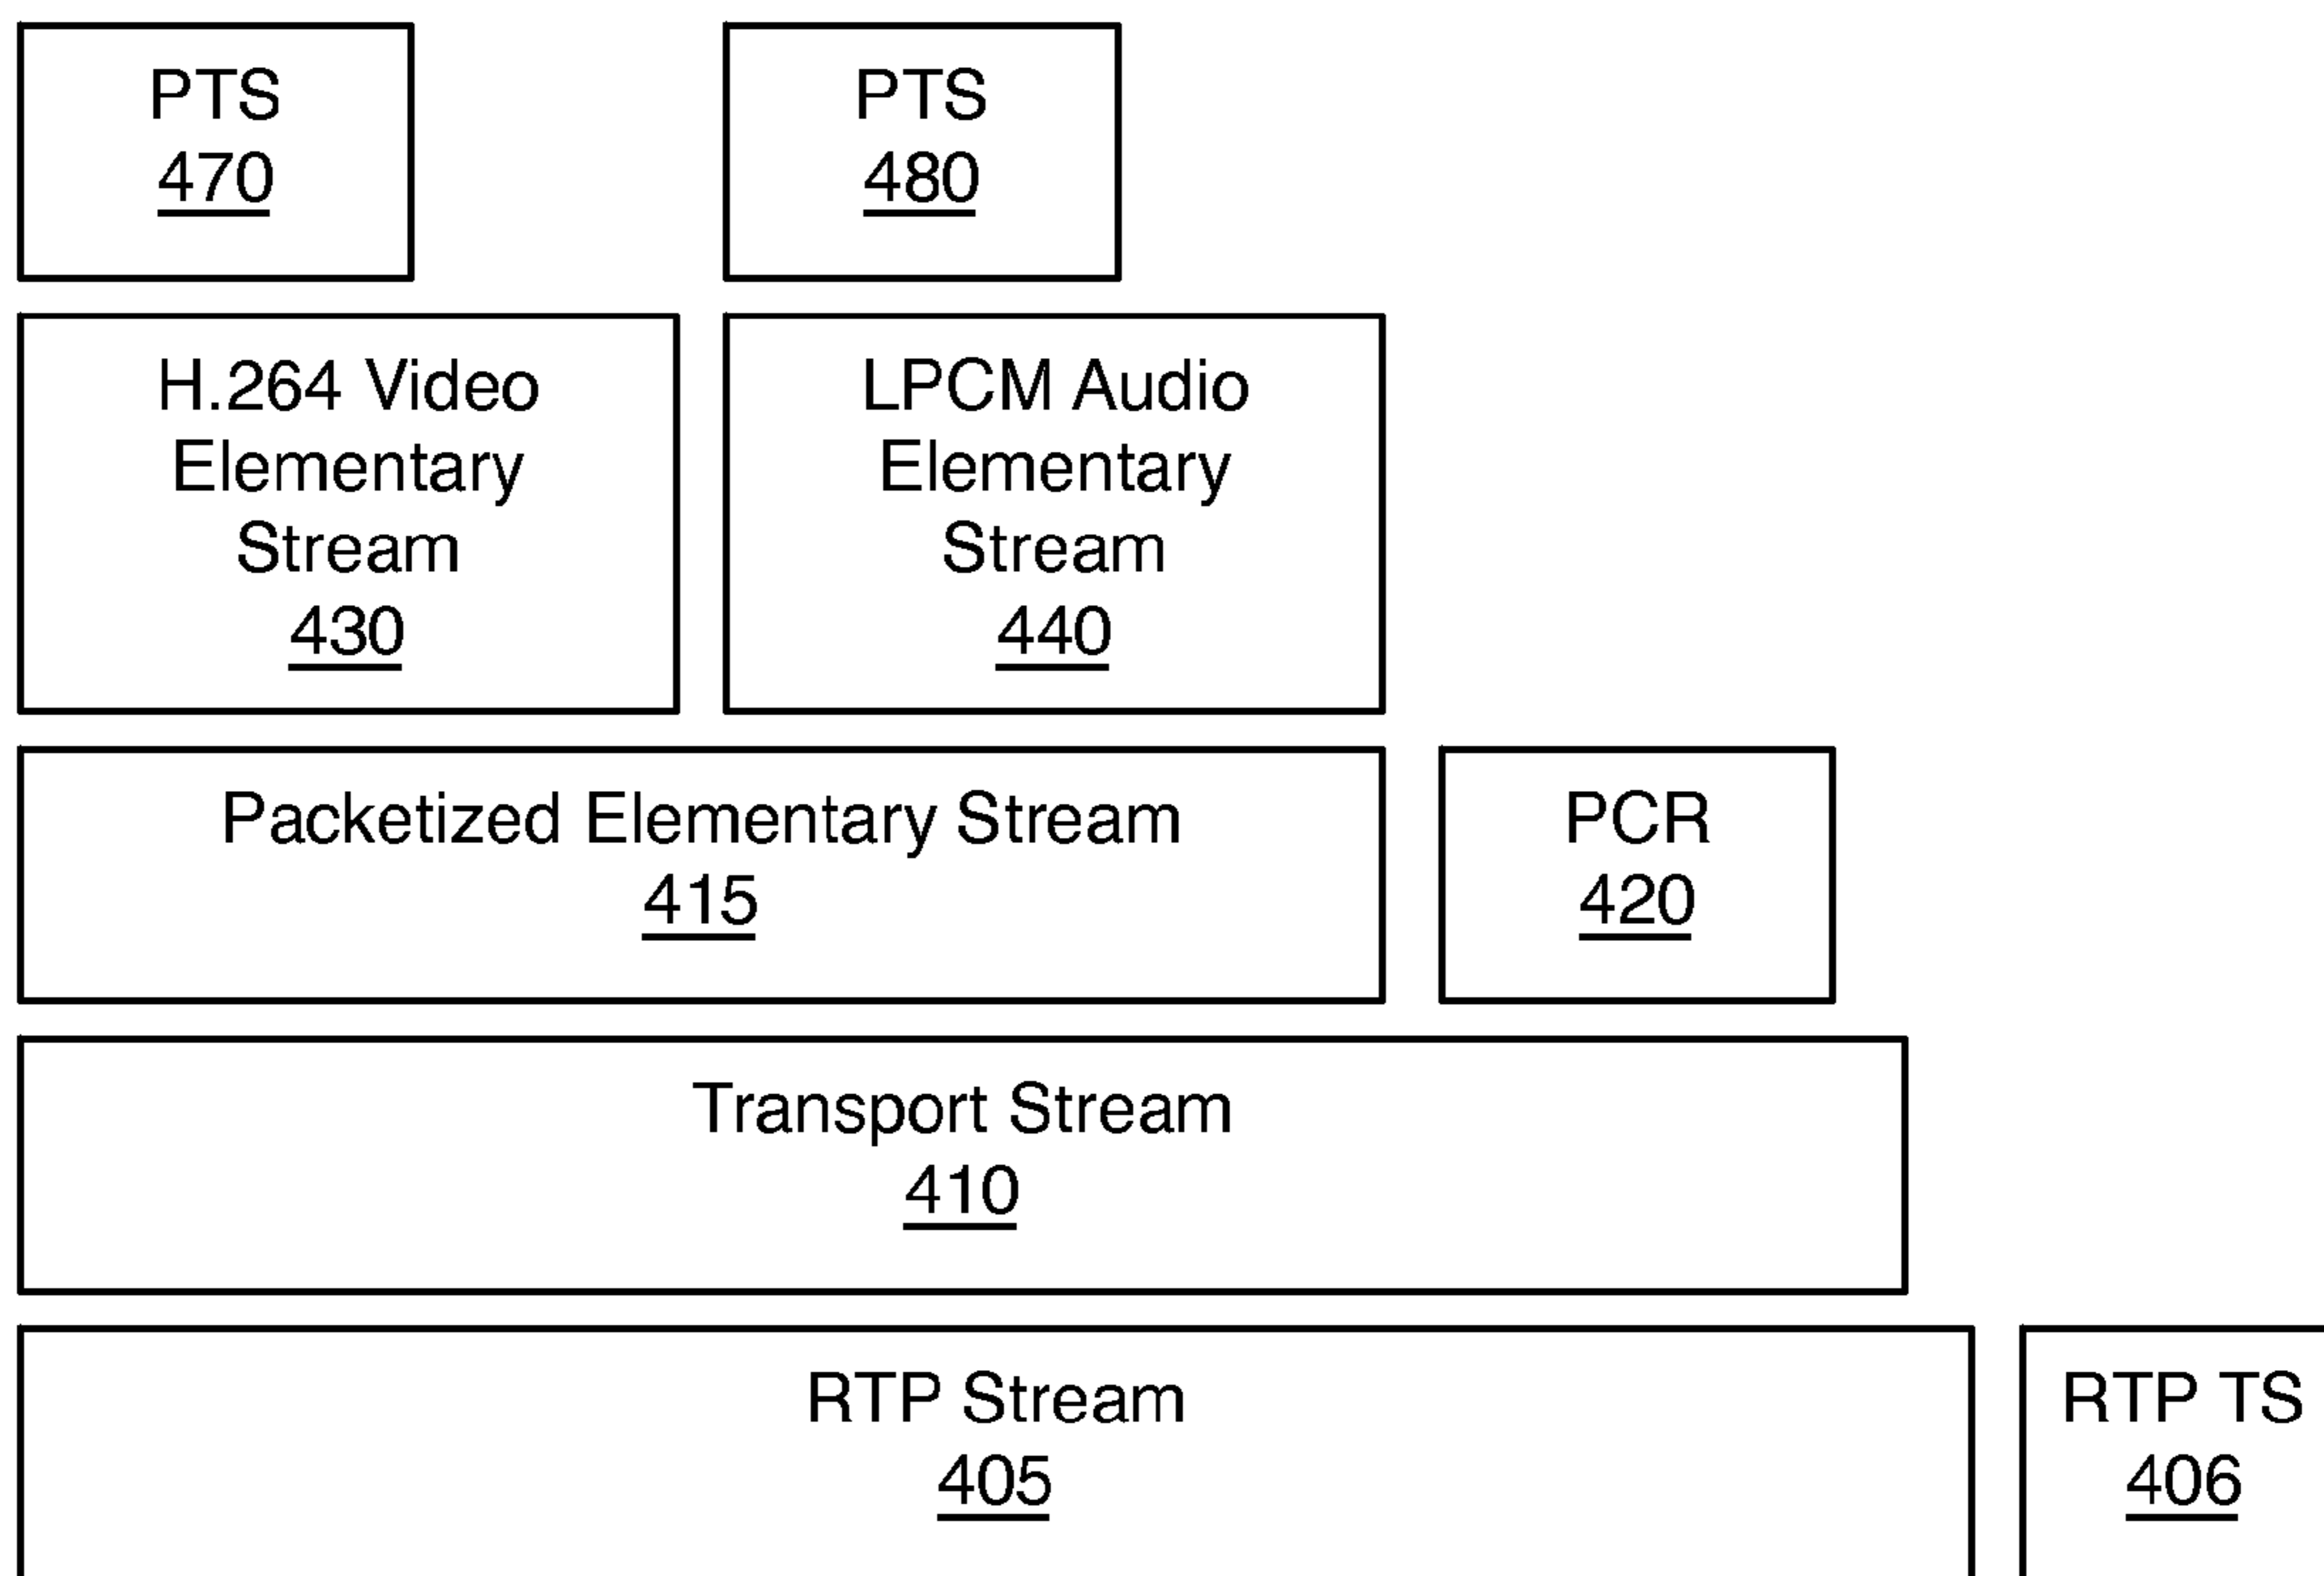 PTS
470
PTS
480
H.264 Video
Elementary
Stream
430
LPCM Audio
Elementary
Stream
440
Packetized Elementary Stream
415
PCR
420
Transport Stream
410
RTP Stream
405
RTP TS
406